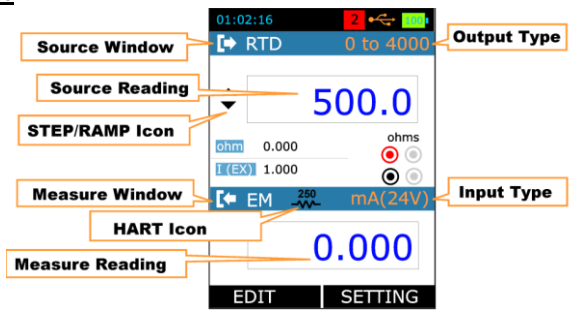 01:02:16 2 100
Source Window RTD 0 to 4000 Output Type
Source Reading 500.0
STEP/RAMP Icon
ohm 0.000 ohms
I (EX) 1.000
Measure Window EM 250 mA(24V) Input Type
HART Icon
Measure Reading 0.000
EDIT SETTING